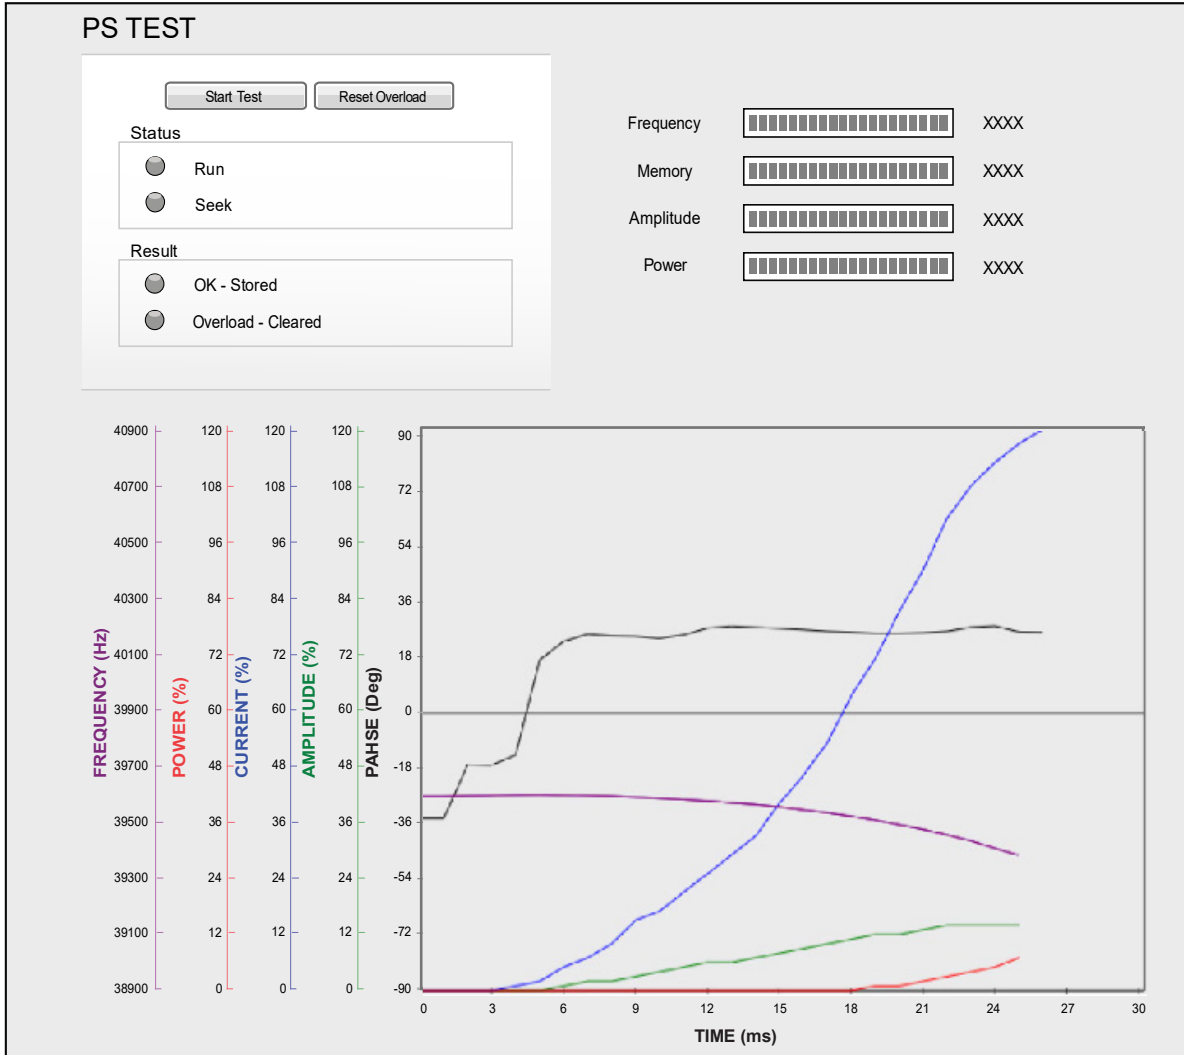 PS TEST
Start Test Reset Overload
Status
Run
Seek
Result
OK - Stored
Overload - Cleared
Frequency XXXX
Memory XXXX
Amplitude XXXX
Power XXXX
40900 120 120 120 90
40700 108 108 108 72
40500 96 96 96 54
40300 84 84 84 36
40100 72 72 72 18
39900 60 60 60 0
39700 48 48 48 -18
39500 36 36 36 -36
39300 24 24 24 -54
39100 12 12 12 -72
38900 0 0 0 -90
FREQUENCY (Hz)
POWER (%)
CURRENT (%)
AMPLITUDE (%)
PAHSE (Deg)
0 3 6 9 12 15 18 21 24 27 30
TIME (ms)